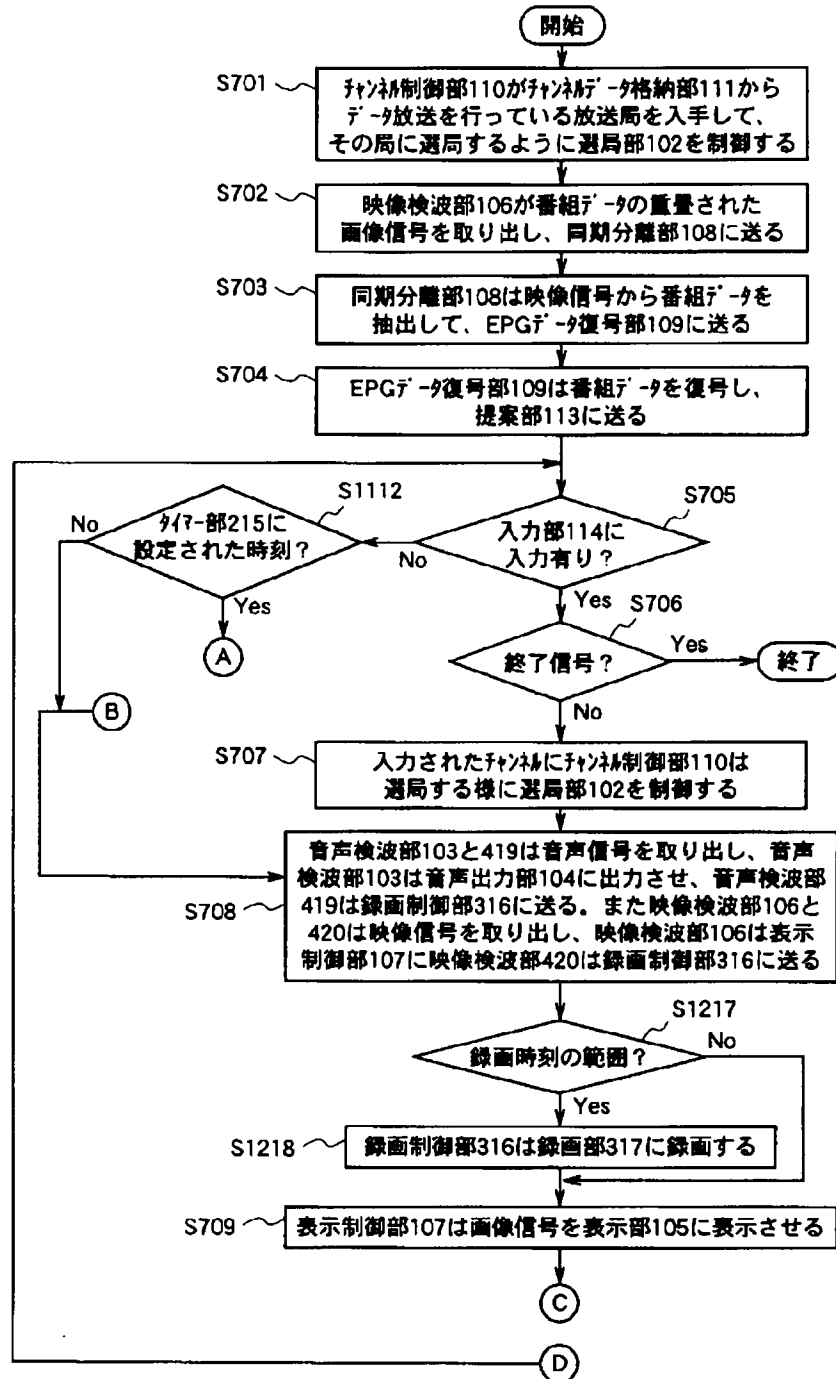 開始
S701
ﾁｬﾝﾈﾙ制御部110がﾁｬﾝﾈﾙﾃﾞｰﾀ格納部111から
ﾃﾞｰﾀ放送を行っている放送局を入手して、
その局に選局するように選局部102を制御する
S702
映像検波部106が番組ﾃﾞｰﾀの重畳された
画像信号を取り出し、同期分離部108に送る
S703
同期分離部108は映像信号から番組ﾃﾞｰﾀを
抽出して、EPGﾃﾞｰﾀ復号部109に送る
S704
EPGﾃﾞｰﾀ復号部109は番組ﾃﾞｰﾀを復号し、
提案部113に送る
S1112
ﾀｲﾏｰ部215に
設定された時刻？
No
Yes
A
S705
入力部114に
入力有り？
No
Yes
S706
終了信号？
Yes
終了
No
B
S707
入力されたﾁｬﾝﾈﾙにﾁｬﾝﾈﾙ制御部110は
選局する様に選局部102を制御する
S708
音声検波部103と419は音声信号を取り出し、音声
検波部103は音声出力部104に出力させ、音声検波部
419は録画制御部316に送る。また映像検波部106と
420は映像信号を取り出し、映像検波部106は表示
制御部107に映像検波部420は録画制御部316に送る
S1217
録画時刻の範囲？
No
Yes
S1218
録画制御部316は録画部317に録画する
S709
表示制御部107は画像信号を表示部105に表示させる
C
D